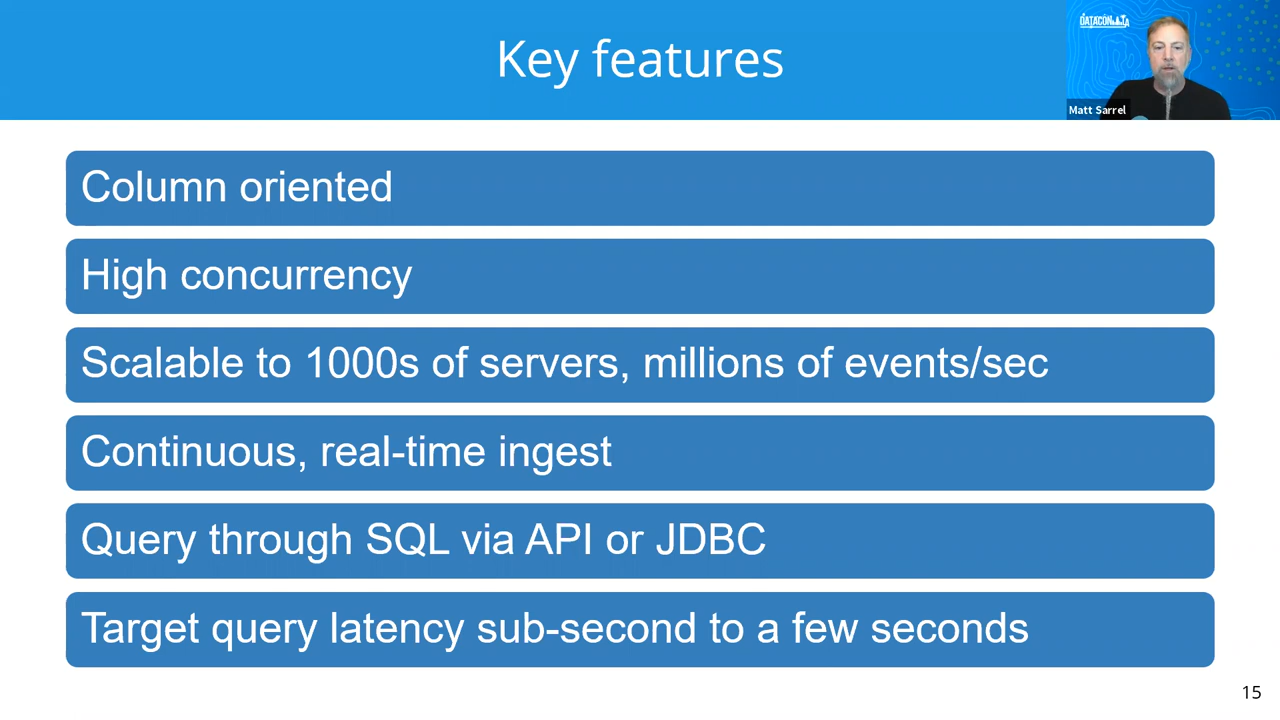 Key features
DATACON LA
Matt Sarrel
Column oriented
High concurrency
Scalable to 1000s of servers, millions of events/sec
Continuous, real-time ingest
Query through SQL via API or JDBC
Target query latency sub-second to a few seconds
15